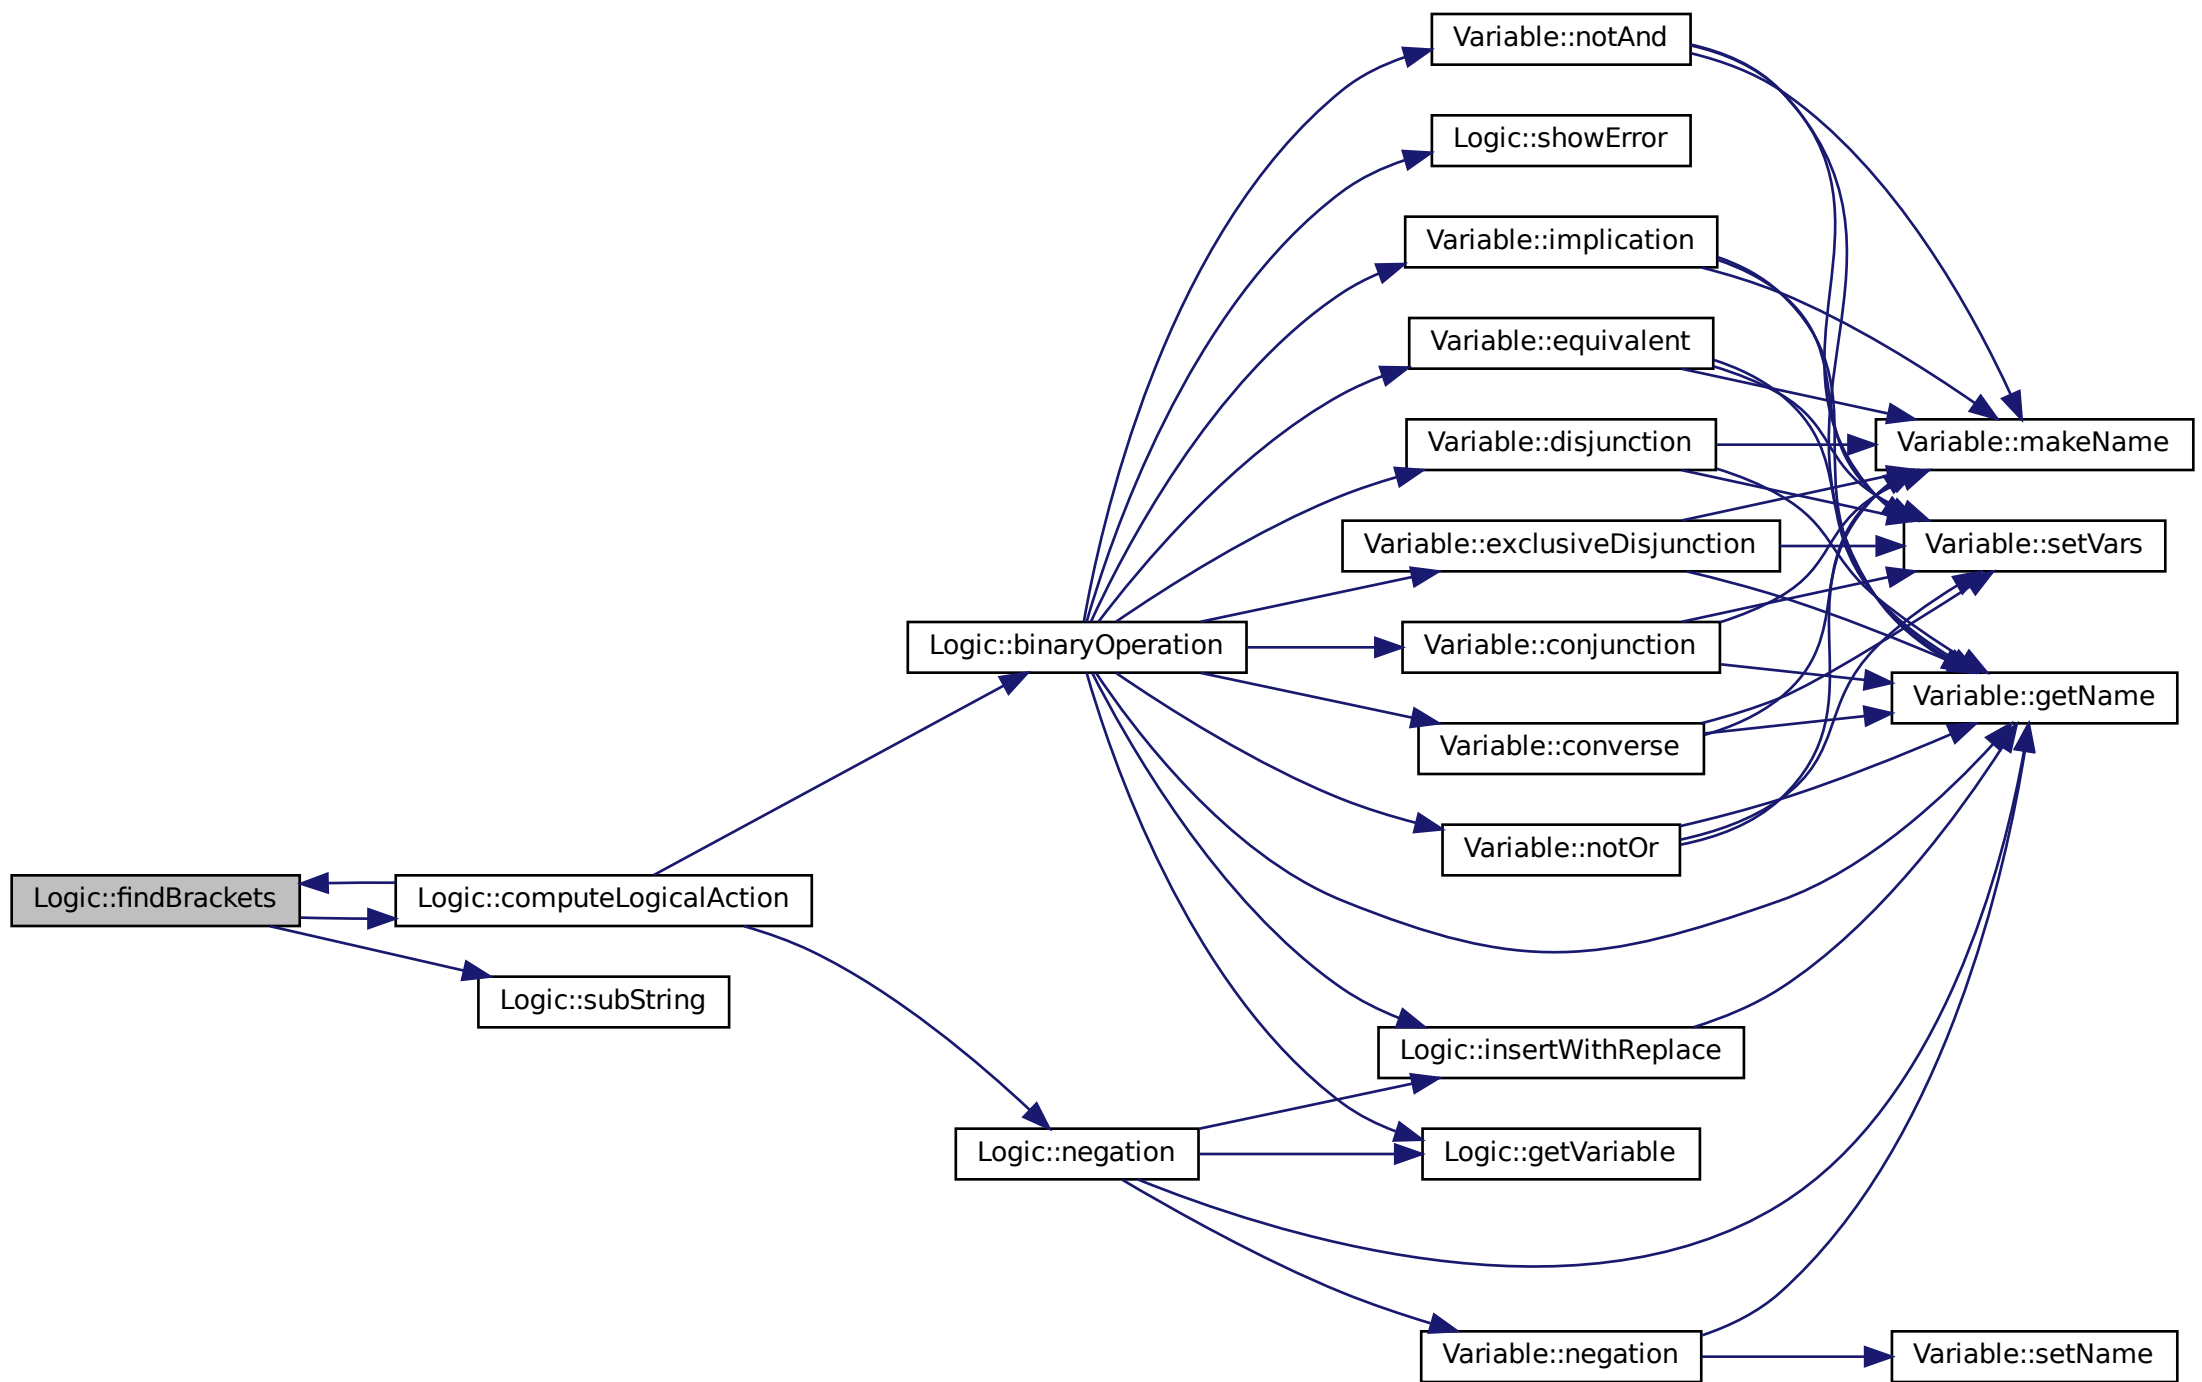 Variable::notAnd
Logic::showError
Variable::implication
Variable::equivalent
Variable::disjunction
Variable::makeName
Variable::exclusiveDisjunction
Variable::setVars
Logic::binaryOperation
Variable::conjunction
Variable::getName
Variable::converse
Variable::notOr
Logic::findBrackets
Logic::computeLogicalAction
Logic::subString
Logic::insertWithReplace
Logic::negation
Logic::getVariable
Variable::negation
Variable::setName